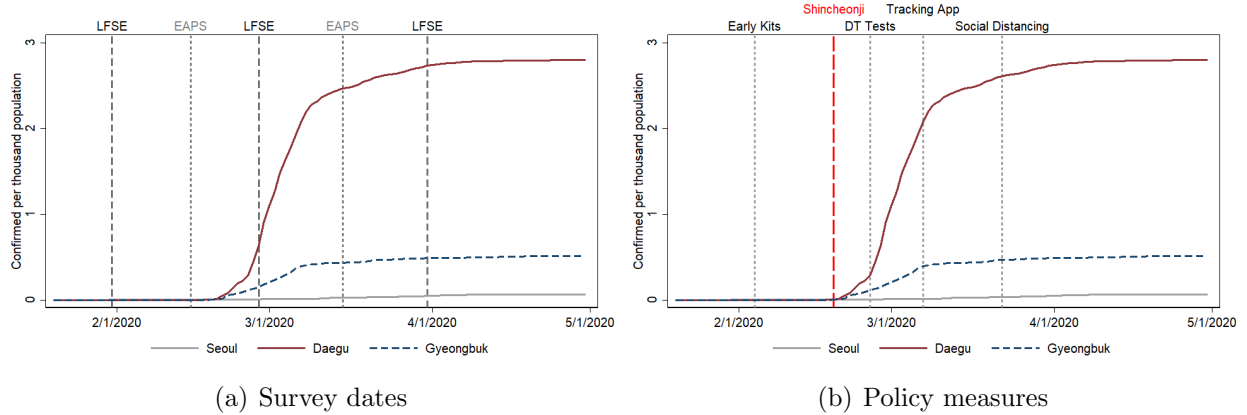 LFSE EAPS LFSE EAPS LFSE
Confirmed per thousand population
3
2
1
0
2/1/2020 3/1/2020 4/1/2020 5/1/2020
Seoul Daegu Gyeongbuk
(a) Survey dates
Shincheonji Tracking App
Early Kits DT Tests Social Distancing
Confirmed per thousand population
3
2
1
0
2/1/2020 3/1/2020 4/1/2020 5/1/2020
Seoul Daegu Gyeongbuk
(b) Policy measures